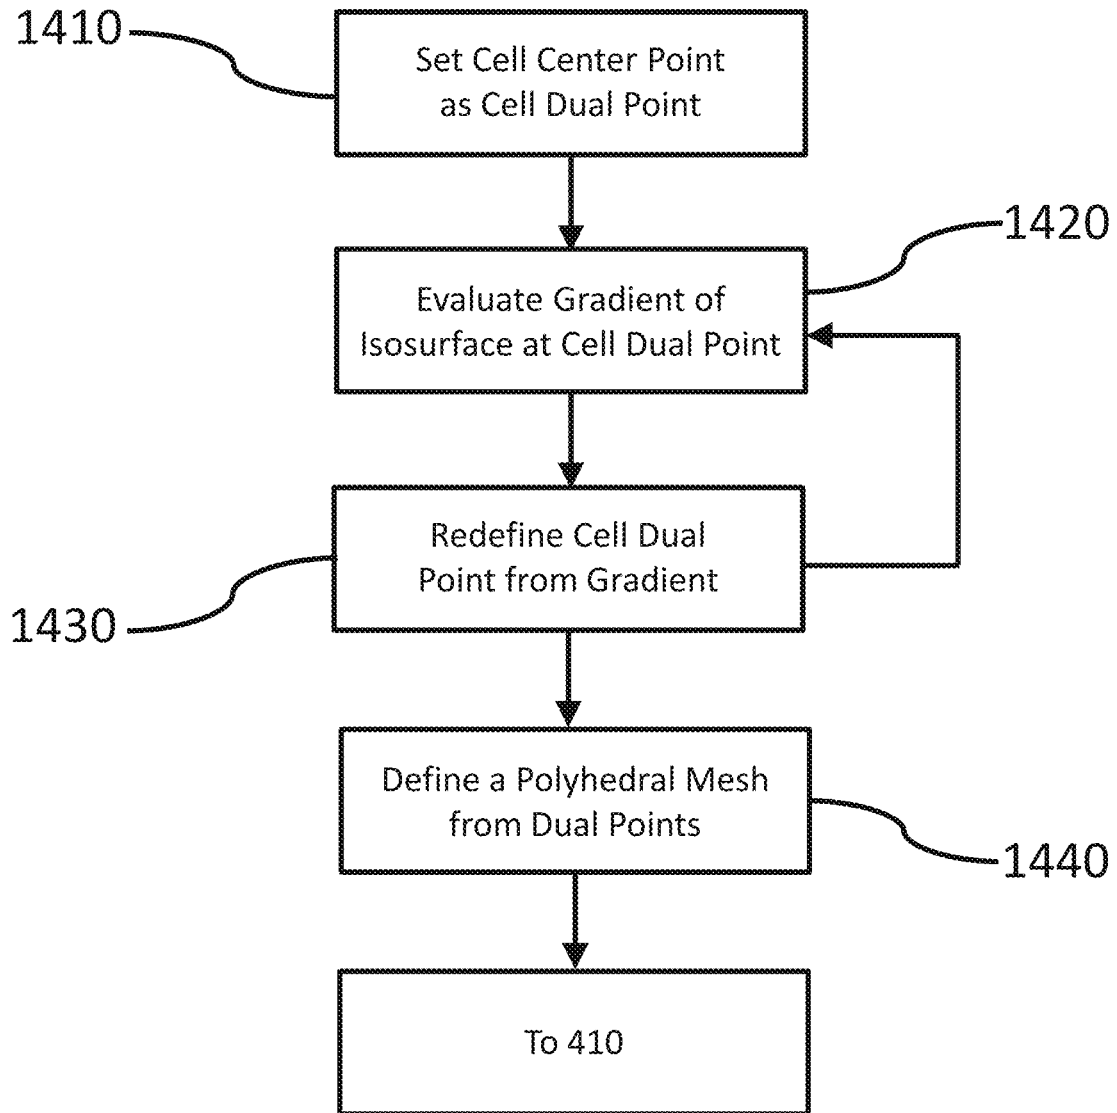 1410
Set Cell Center Point
as Cell Dual Point
1420
Evaluate Gradient of
Isosurface at Cell Dual Point
Redefine Cell Dual
Point from Gradient
1430
Define a Polyhedral Mesh
from Dual Points
1440
To 410